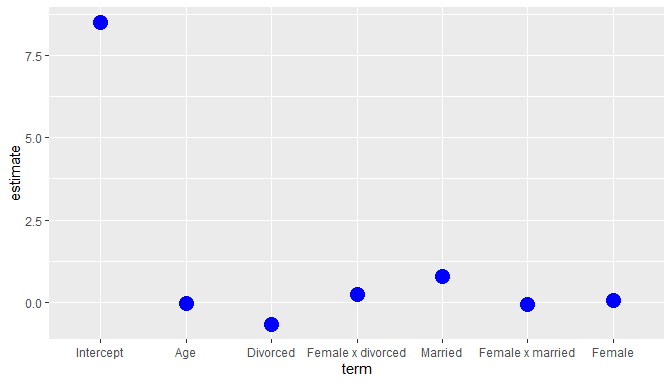 estimate
7.5
5.0
2.5
0.0
Intercept Age Divorced Female x divorced Married Female x married Female
term